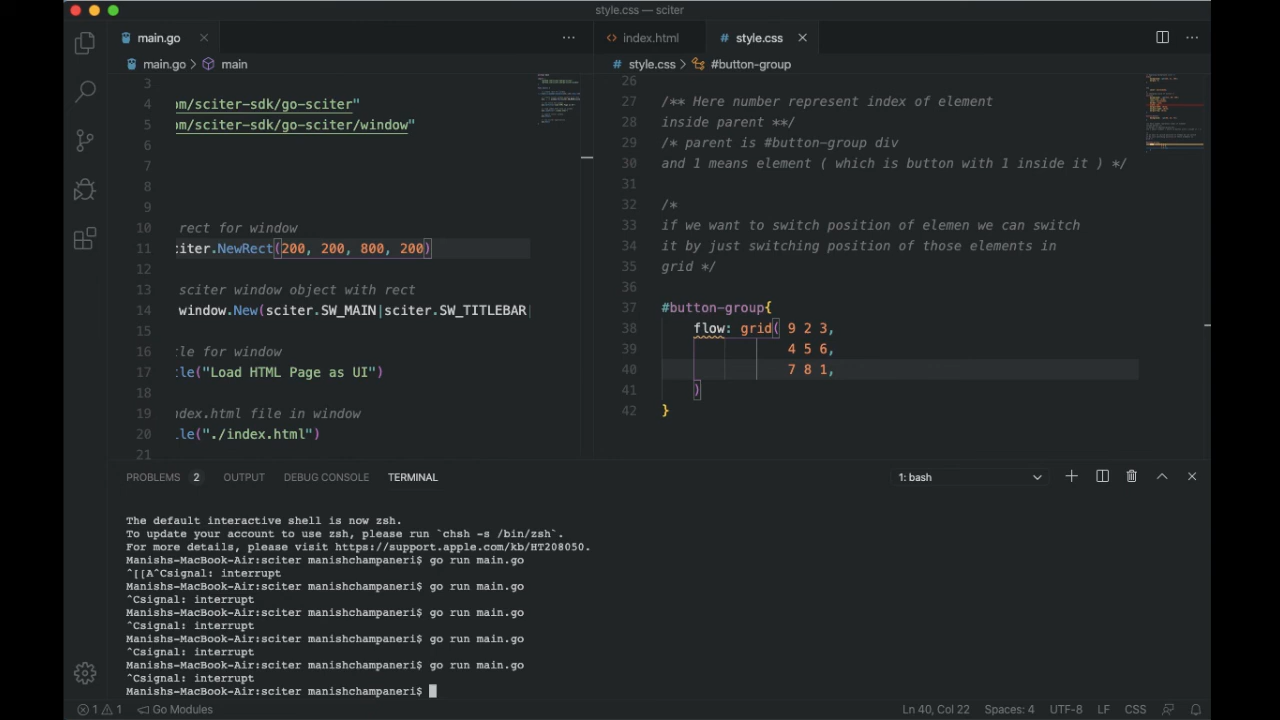 style.css — sciter
main.go
index.html
style.css
main.go > main
style.css > #button-group
3
4 om/sciter-sdk/go-sciter"
5 om/sciter-sdk/go-sciter/window"
6
7
8
9
10 rect for window
11 citer.NewRect(200, 200, 800, 200)
12
13 sciter window object with rect
14 window.New(sciter.SW_MAIN|sciter.SW_TITLEBAR|
15
16 tle for window
17 tle("Load HTML Page as UI")
18
19 ndex.html file in window
20 le("./index.html")
21
26
27 /** Here number represent index of element
28 inside parent **/
29 /* parent is #button-group div
30 and 1 means element ( which is button with 1 inside it ) */
31
32 /*
33 if we want to switch position of elemen we can switch
34 it by just switching position of those elements in
35 grid */
36
37 #button-group{
38 flow: grid( 9 2 3,
39 4 5 6,
40 7 8 1,
41 )
42 }
PROBLEMS 2 OUTPUT DEBUG CONSOLE TERMINAL
1: bash
The default interactive shell is now zsh.
To update your account to use zsh, please run `chsh -s /bin/zsh`.
For more details, please visit https://support.apple.com/kb/HT208050.
Manishs-MacBook-Air:sciter manishchampaneri$ go run main.go
^[[A^Csignal: interrupt
Manishs-MacBook-Air:sciter manishchampaneri$ go run main.go
^Csignal: interrupt
Manishs-MacBook-Air:sciter manishchampaneri$ go run main.go
^Csignal: interrupt
Manishs-MacBook-Air:sciter manishchampaneri$ go run main.go
^Csignal: interrupt
Manishs-MacBook-Air:sciter manishchampaneri$ go run main.go
^Csignal: interrupt
Manishs-MacBook-Air:sciter manishchampaneri$
1 1 Go Modules
Ln 40, Col 22 Spaces: 4 UTF-8 LF CSS